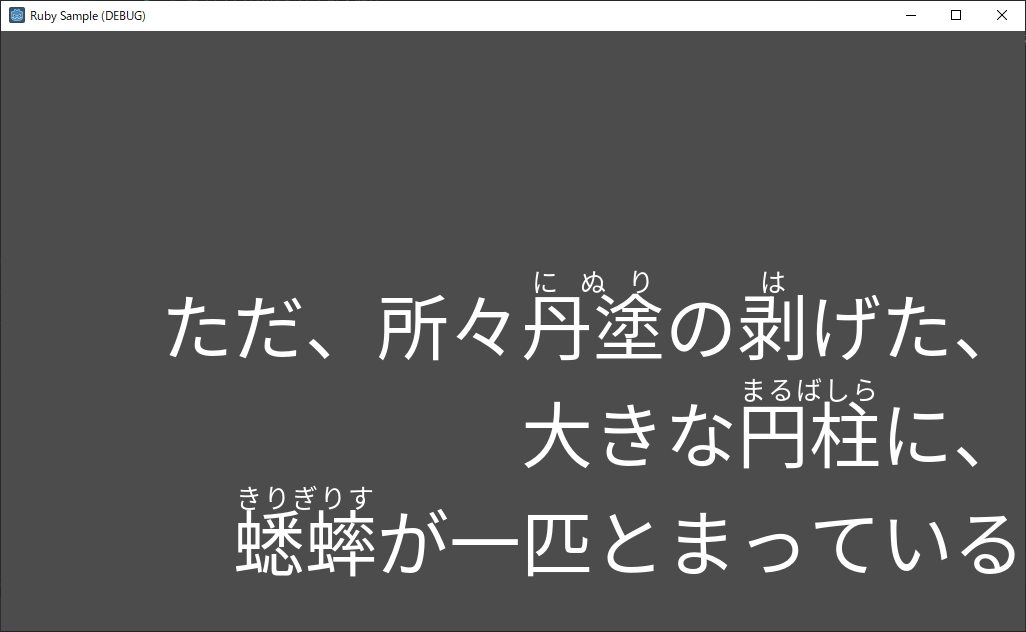 Ruby Sample (DEBUG)
にぬり は
ただ、所々丹塗の剥げた、
まるばしら
大きな円柱に、
きりぎりす
蟋蟀が一匹とまっている